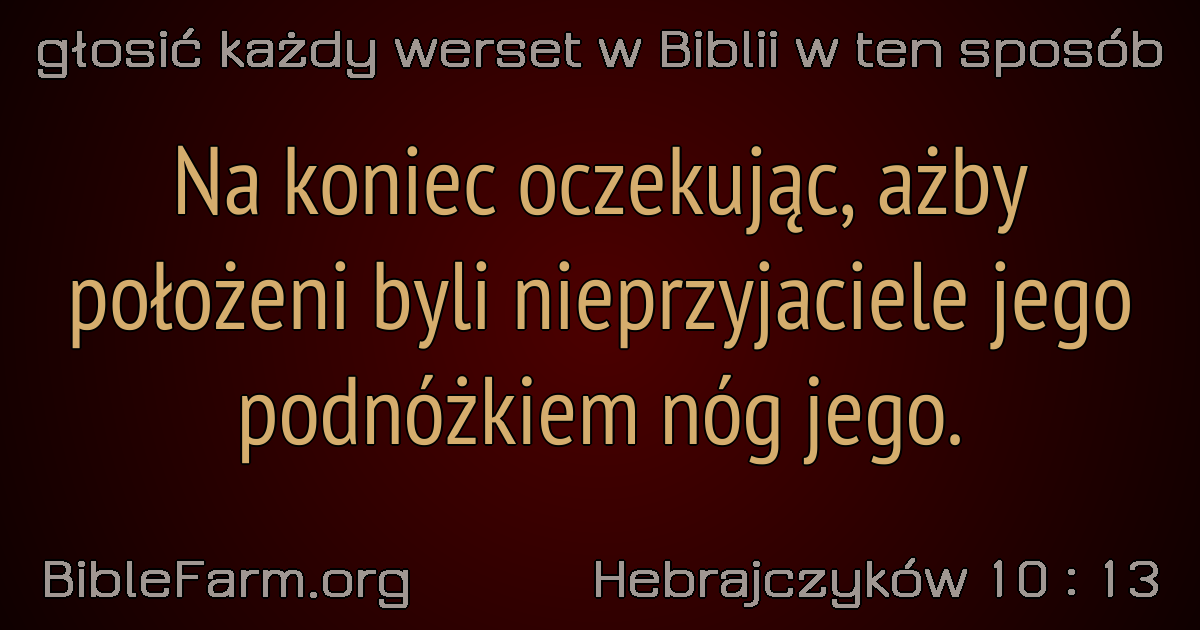 głosić każdy werset w Biblii w ten sposób
Na koniec oczekując, ażby
położeni byli nieprzyjaciele jego
podnóżkiem nóg jego.
BibleFarm.org
Hebrajczyków 10 : 13